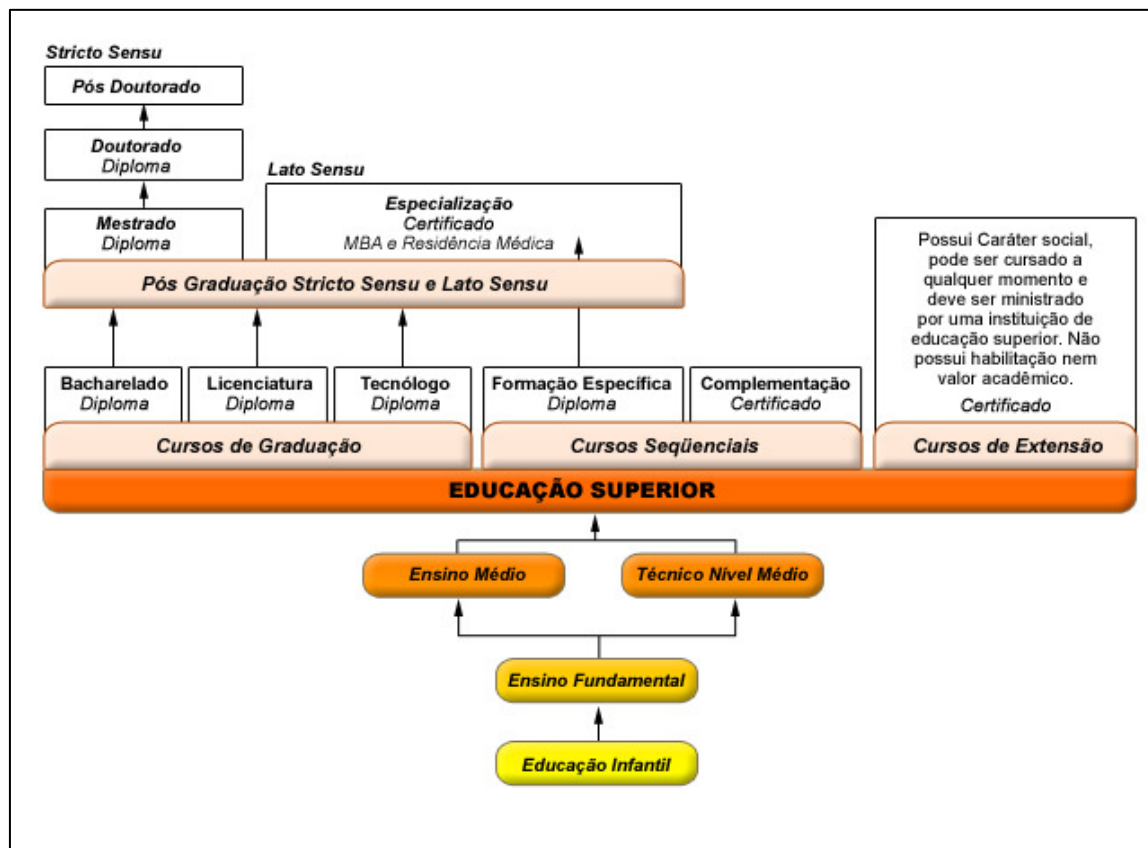 Stricto Sensu
Pós Doutorado
Doutorado
Diploma
Mestrado
Diploma
Lato Sensu
Especialização
Certificado
MBA e Residência Médica
Pós Graduação Stricto Sensu e Lato Sensu
Bacharelado
Diploma
Licenciatura
Diploma
Tecnólogo
Diploma
Cursos de Graduação
Formação Específica
Diploma
Complementação
Certificado
Cursos Seqüenciais
Possui Caráter social,
pode ser cursado a
qualquer momento e
deve ser ministrado
por uma instituição de
educação superior. Não
possui habilitação nem
valor acadêmico.
Certificado
Cursos de Extensão
EDUCAÇÃO SUPERIOR
Ensino Médio
Técnico Nível Médio
Ensino Fundamental
Educação Infantil